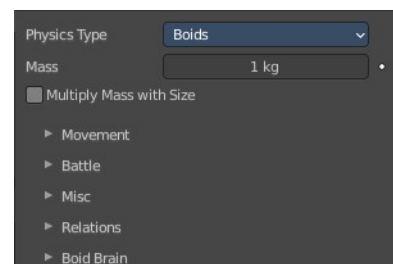 Physics Type Boids
Mass 1 kg
Multiply Mass with Size
Movement
Battle
Misc
Relations
Boid Brain